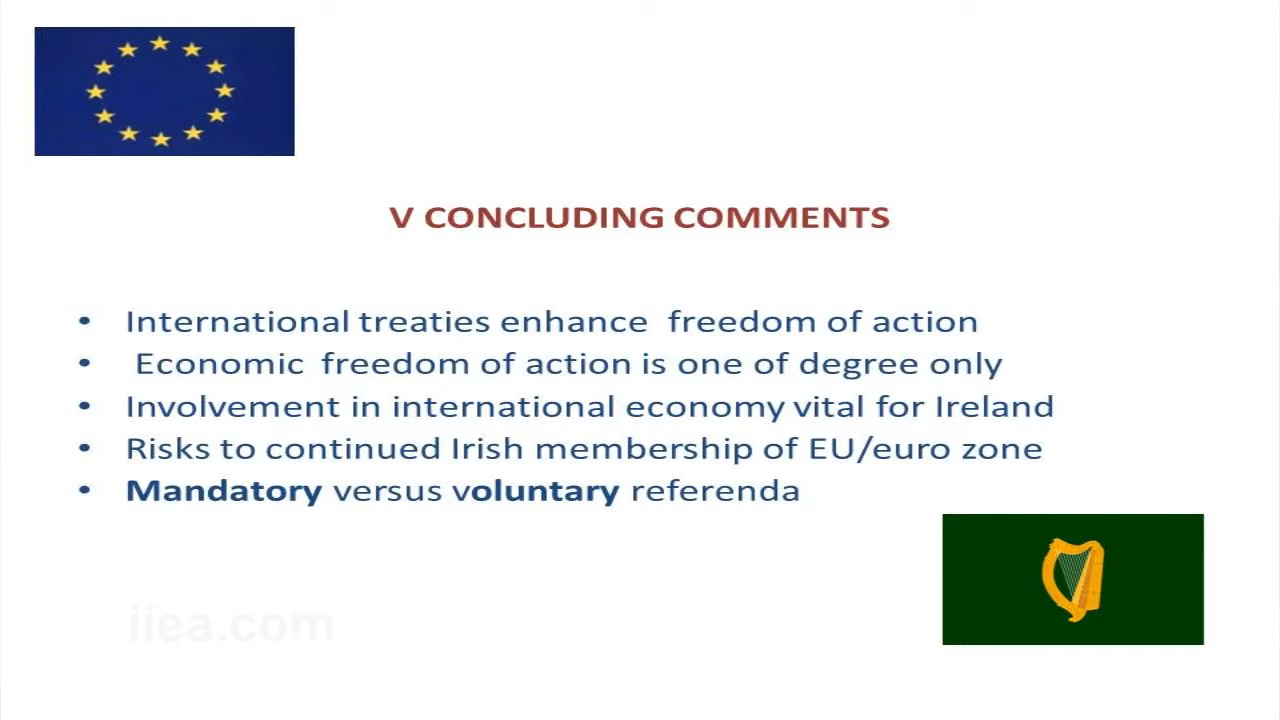 V CONCLUDING COMMENTS
• International treaties enhance  freedom of action
•  Economic  freedom of action is one of degree only
• Involvement in international economy vital for Ireland
• Risks to continued Irish membership of EU/euro zone
• Mandatory versus voluntary referenda
iiea.com